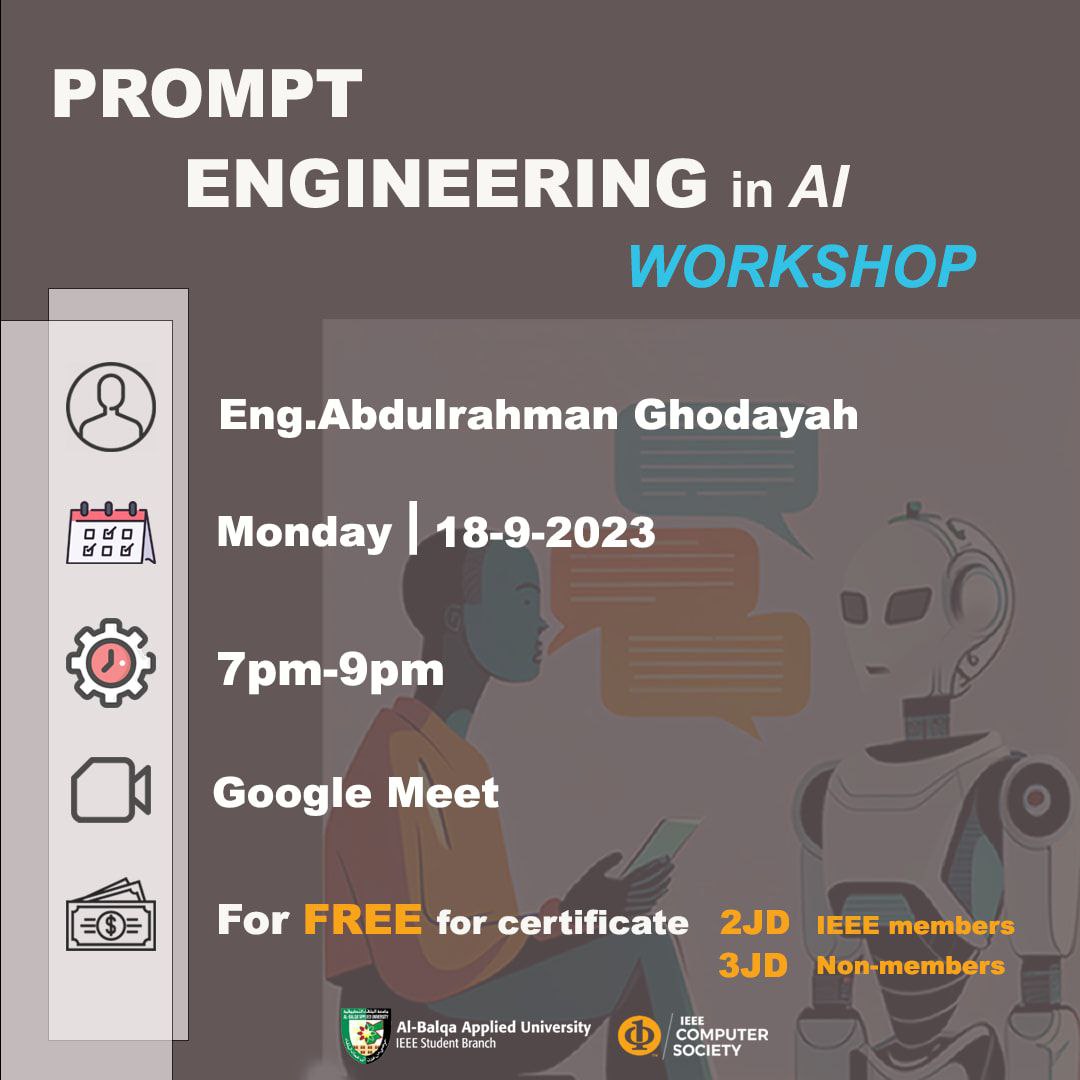 PROMPT
ENGINEERING in AI
WORKSHOP
Eng.Abdulrahman Ghodayah
Monday | 18-9-2023
7pm-9pm
Google Meet
For FREE for certificate 2JD IEEE members
3JD Non-members
Al-Balqa Applied University
IEEE Student Branch
IEEE
COMPUTER
SOCIETY